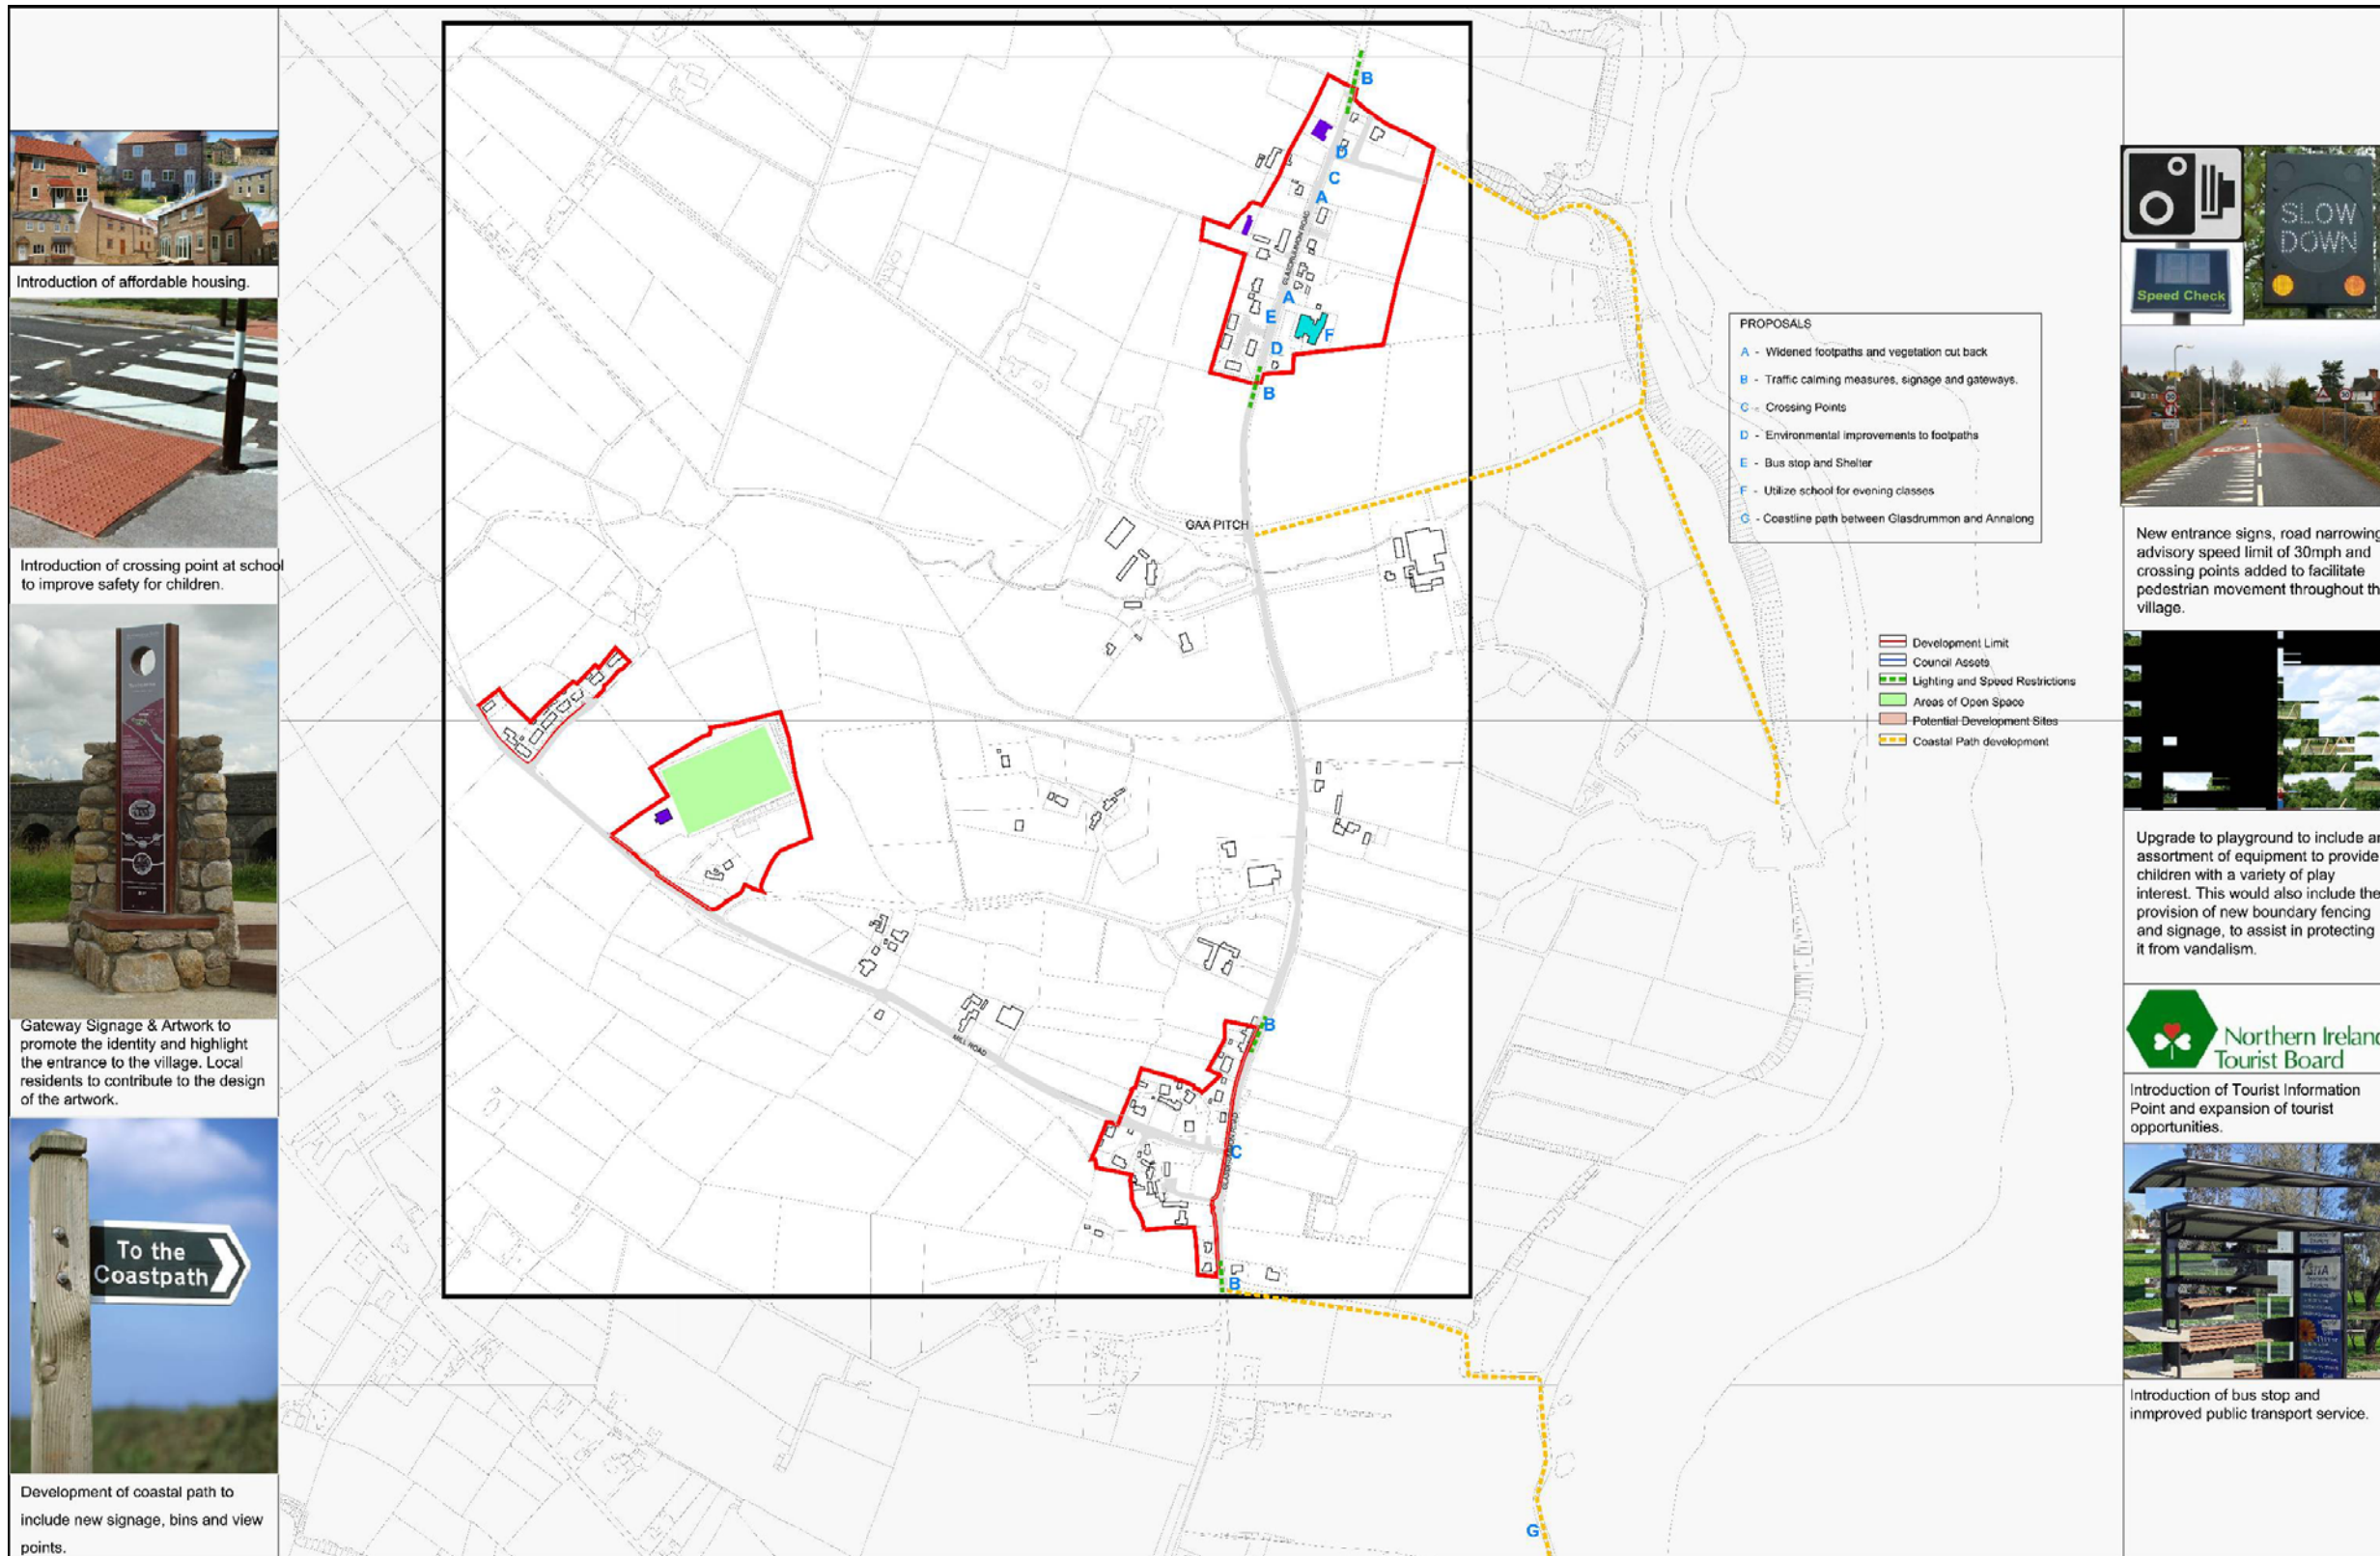 Introduction of affordable housing.
Introduction of crossing point at school
to improve safety for children.
Gateway Signage & Artwork to
promote the identity and highlight
the entrance to the village. Local
residents to contribute to the design
of the artwork.
To the
Coastpath
Development of coastal path to
include new signage, bins and view
points.
B
D
C
A
GLASDRUMMON ROAD
A
E
F
D
B
GAA PITCH
MILL ROAD
B
C
B
G
PROPOSALS
A - Widened footpaths and vegetation cut back
B - Traffic calming measures, signage and gateways.
C - Crossing Points
D - Environmental improvements to footpaths
E - Bus stop and Shelter
F - Utilize school for evening classes
G - Coastline path between Glasdrummon and Annalong
Development Limit
Council Assets
Lighting and Speed Restrictions
Areas of Open Space
Potential Development Sites
Coastal Path development
SLOW
DOWN
Speed Check
New entrance signs, road narrowing
advisory speed limit of 30mph and
crossing points added to facilitate
pedestrian movement throughout th
village.
Upgrade to playground to include an
assortment of equipment to provide
children with a variety of play
interest. This would also include the
provision of new boundary fencing
and signage, to assist in protecting
it from vandalism.
Northern Ireland
Tourist Board
Introduction of Tourist Information
Point and expansion of tourist
opportunities.
Introduction of bus stop and
inmproved public transport service.